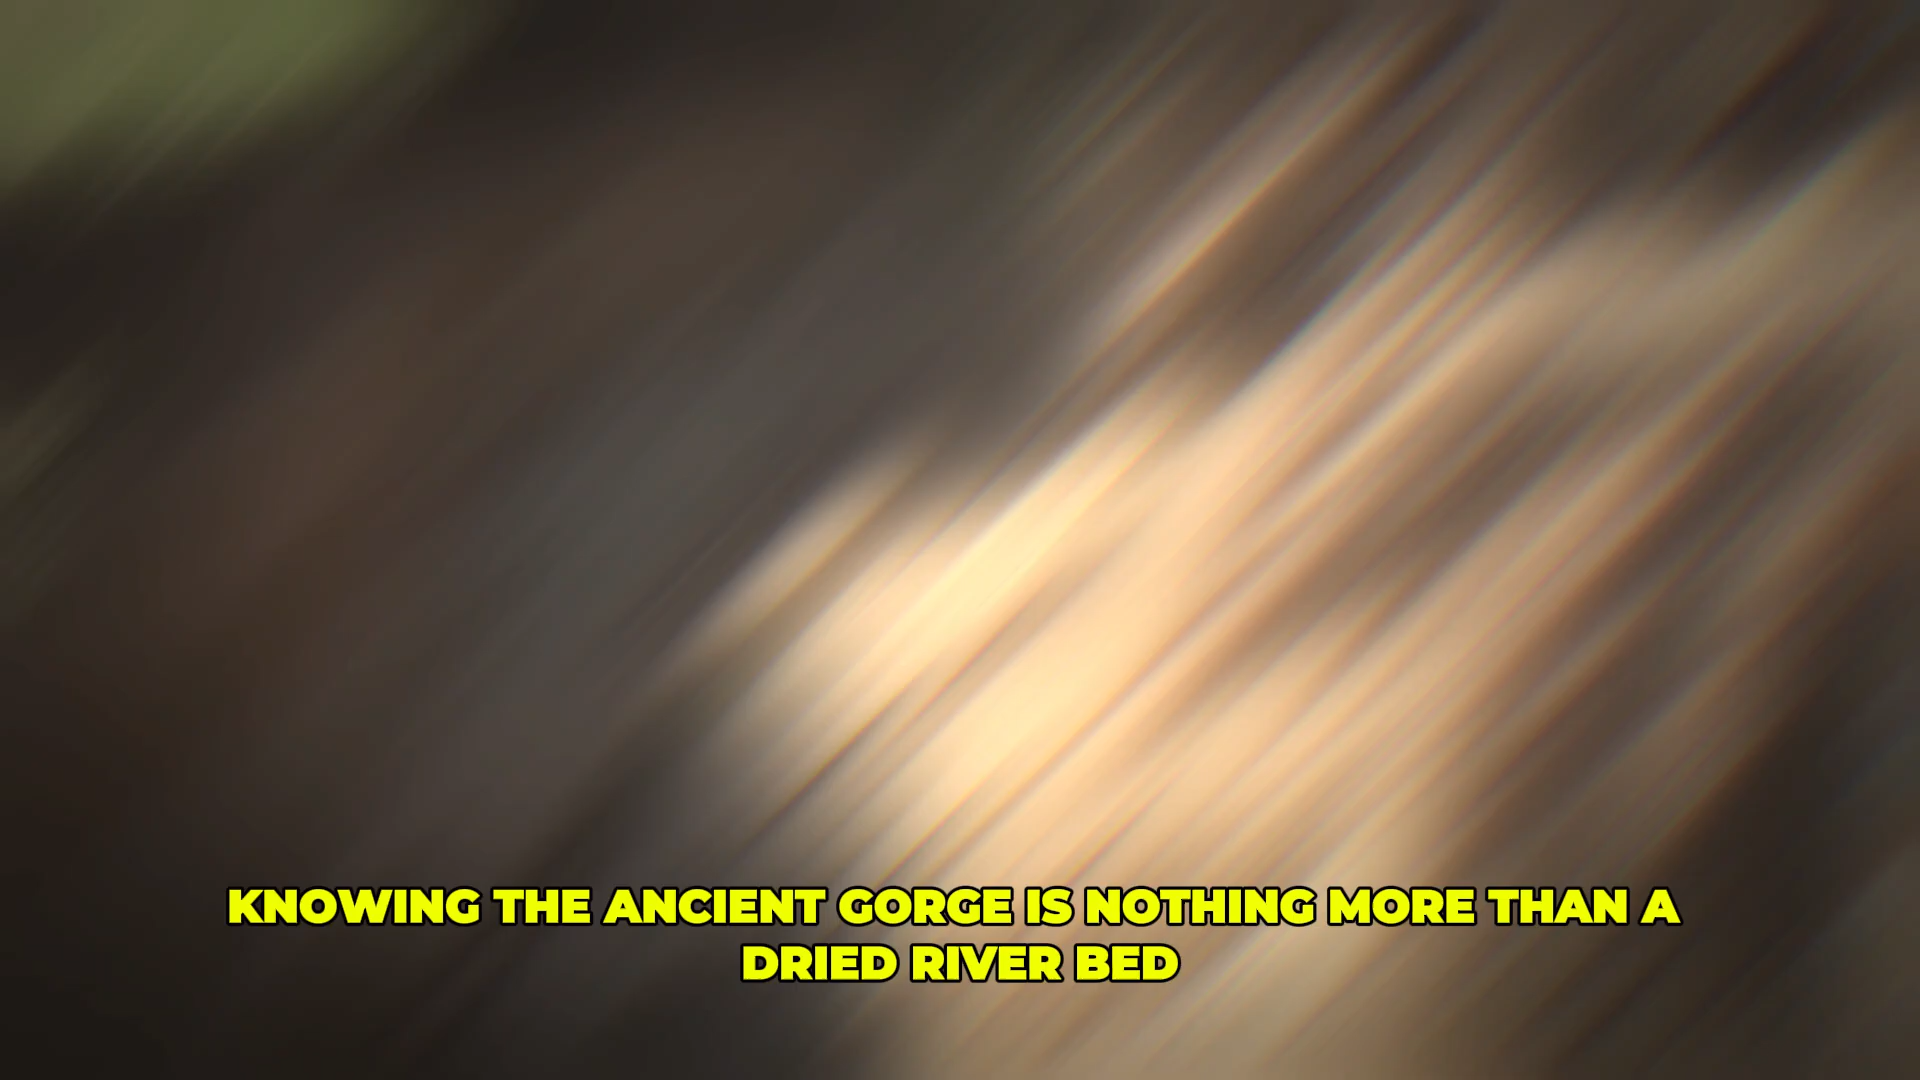 KNOWING THE ANCIENT GORGE IS NOTHING MORE THAN A
DRIED RIVER BED